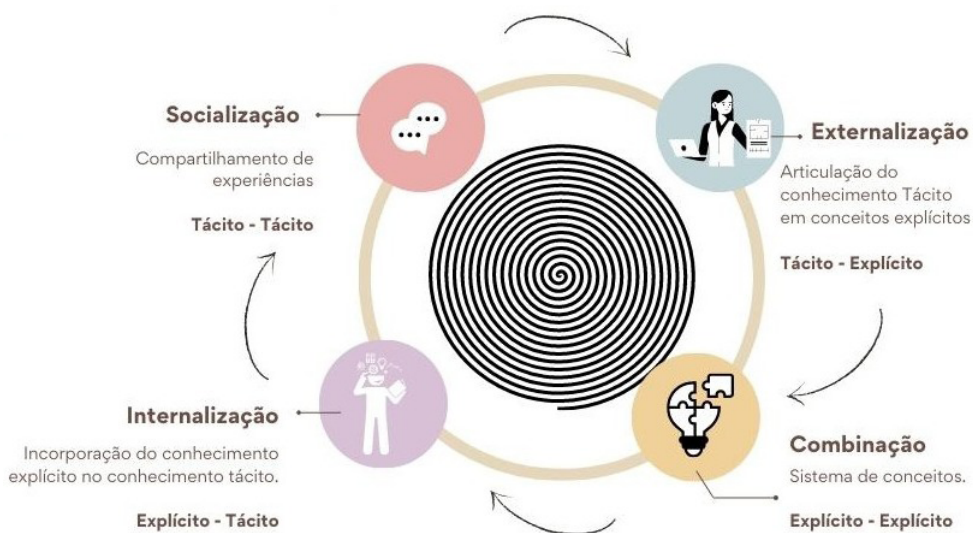 Socialização
Compartilhamento de
experiências
Tácito - Tácito
Externalização
Articulação do
conhecimento Tácito
em conceitos explícitos
Tácito - Explícito
Combinação
Sistema de conceitos.
Explícito - Explícito
Internalização
Incorporação do conhecimento
explícito no conhecimento tácito.
Explícito - Tácito